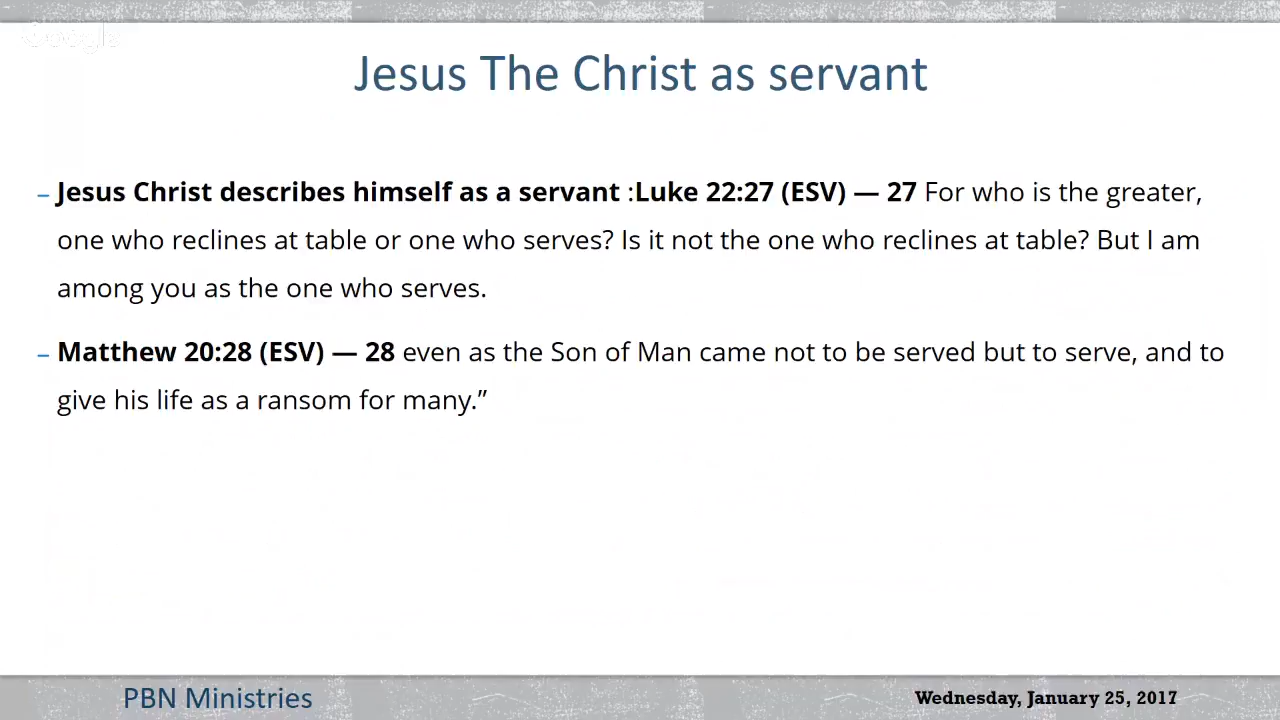 Google
Jesus The Christ as servant
– Jesus Christ describes himself as a servant :Luke 22:27 (ESV) — 27 For who is the greater,
one who reclines at table or one who serves? Is it not the one who reclines at table? But I am
among you as the one who serves.
– Matthew 20:28 (ESV) — 28 even as the Son of Man came not to be served but to serve, and to
give his life as a ransom for many.”
PBN Ministries
Wednesday, January 25, 2017